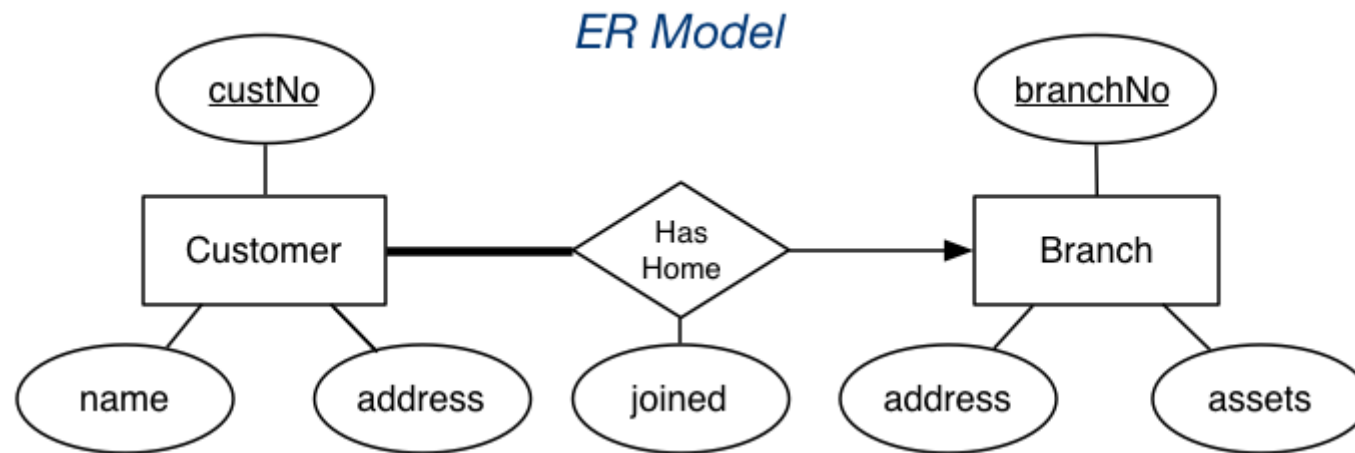 ER Model
custNo
branchNo
Customer
Has
Home
Branch
name
address
joined
address
assets